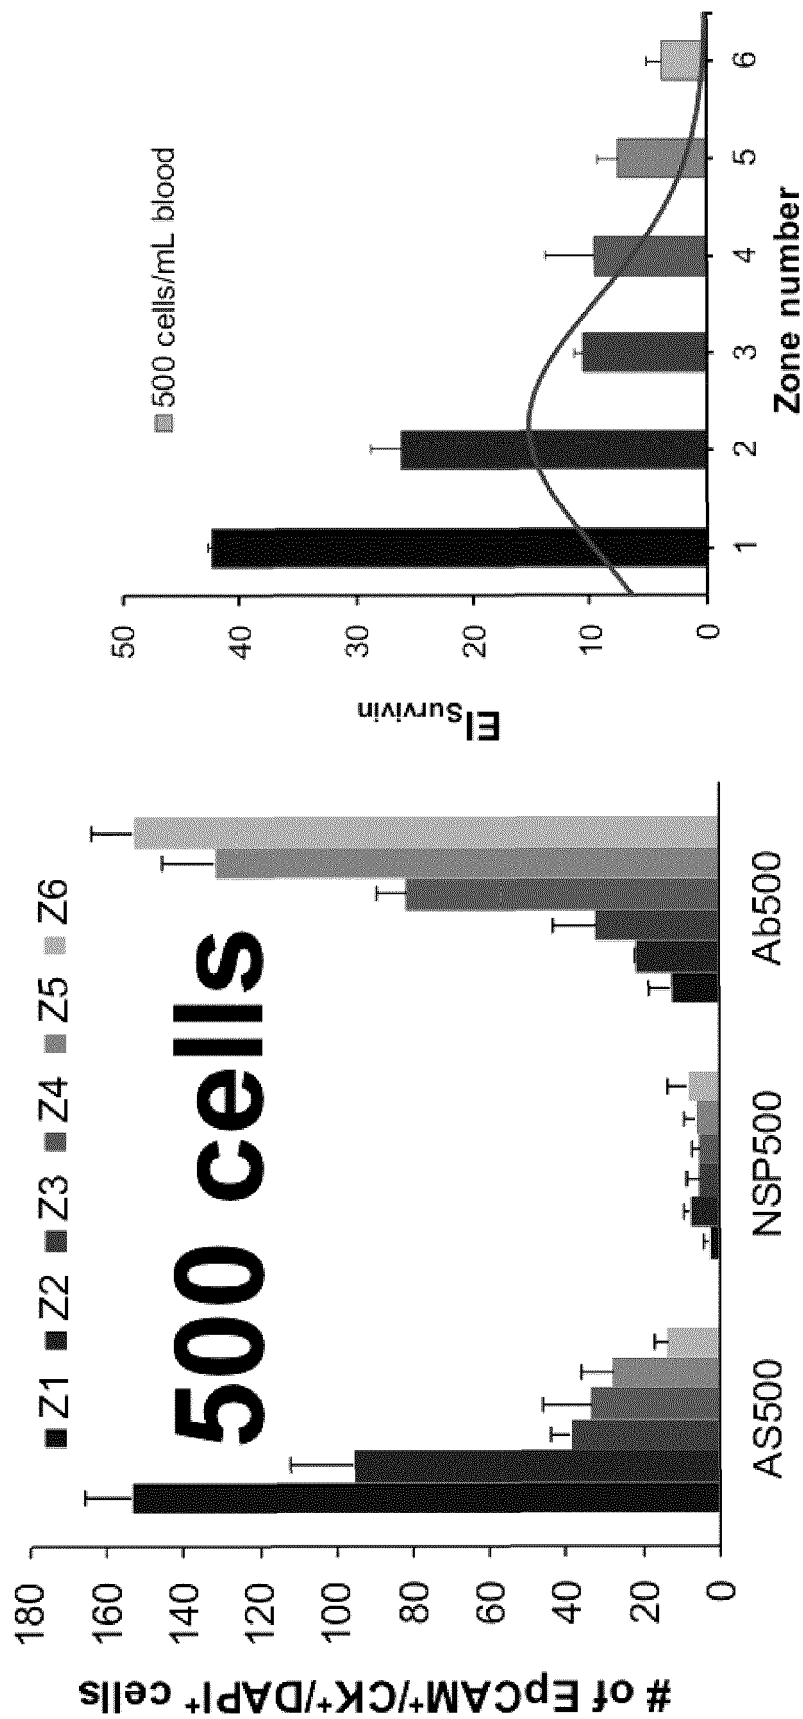 Z1 Z2 Z3 Z4 Z5 Z6
500 cells
# of EpCAM⁺/CK⁺/DAPI⁺ cells
180
160
140
120
100
80
60
40
20
0
AS500 NSP500 Ab500
500 cells/mL blood
EI Survivin
50
40
30
20
10
0
1 2 3 4 5 6
Zone number